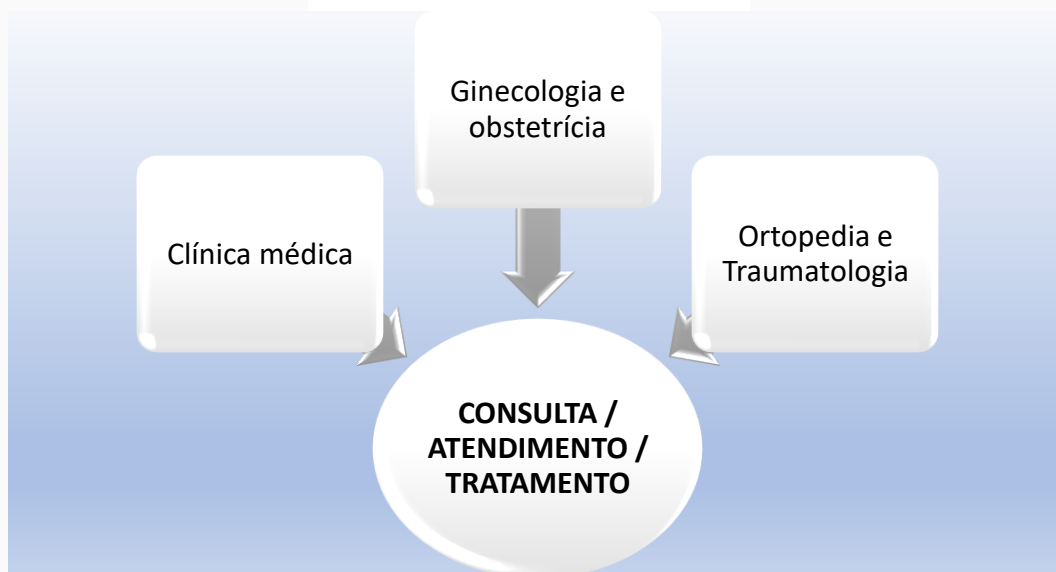 Ginecologia e
obstetrícia
Clínica médica
Ortopedia e
Traumatologia
CONSULTA /
ATENDIMENTO /
TRATAMENTO